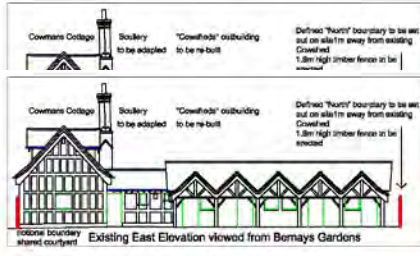 Cowmans Cottage Scullery "Cowsheds" outbuilding Defined "North" boundary to be set
to be adapted to be re-built out on site1m away from existing
Cowshed
1.8m high timber fence to be
erected
Cowmans Cottage Scullery "Cowsheds" outbuilding Defined "North" boundary to be set
to be adapted to be re-built out on site1m away from existing
Cowshed
1.8m high timber fence to be
erected
notional boundary
shared courtyard Existing East Elevation viewed from Bernays Gardens